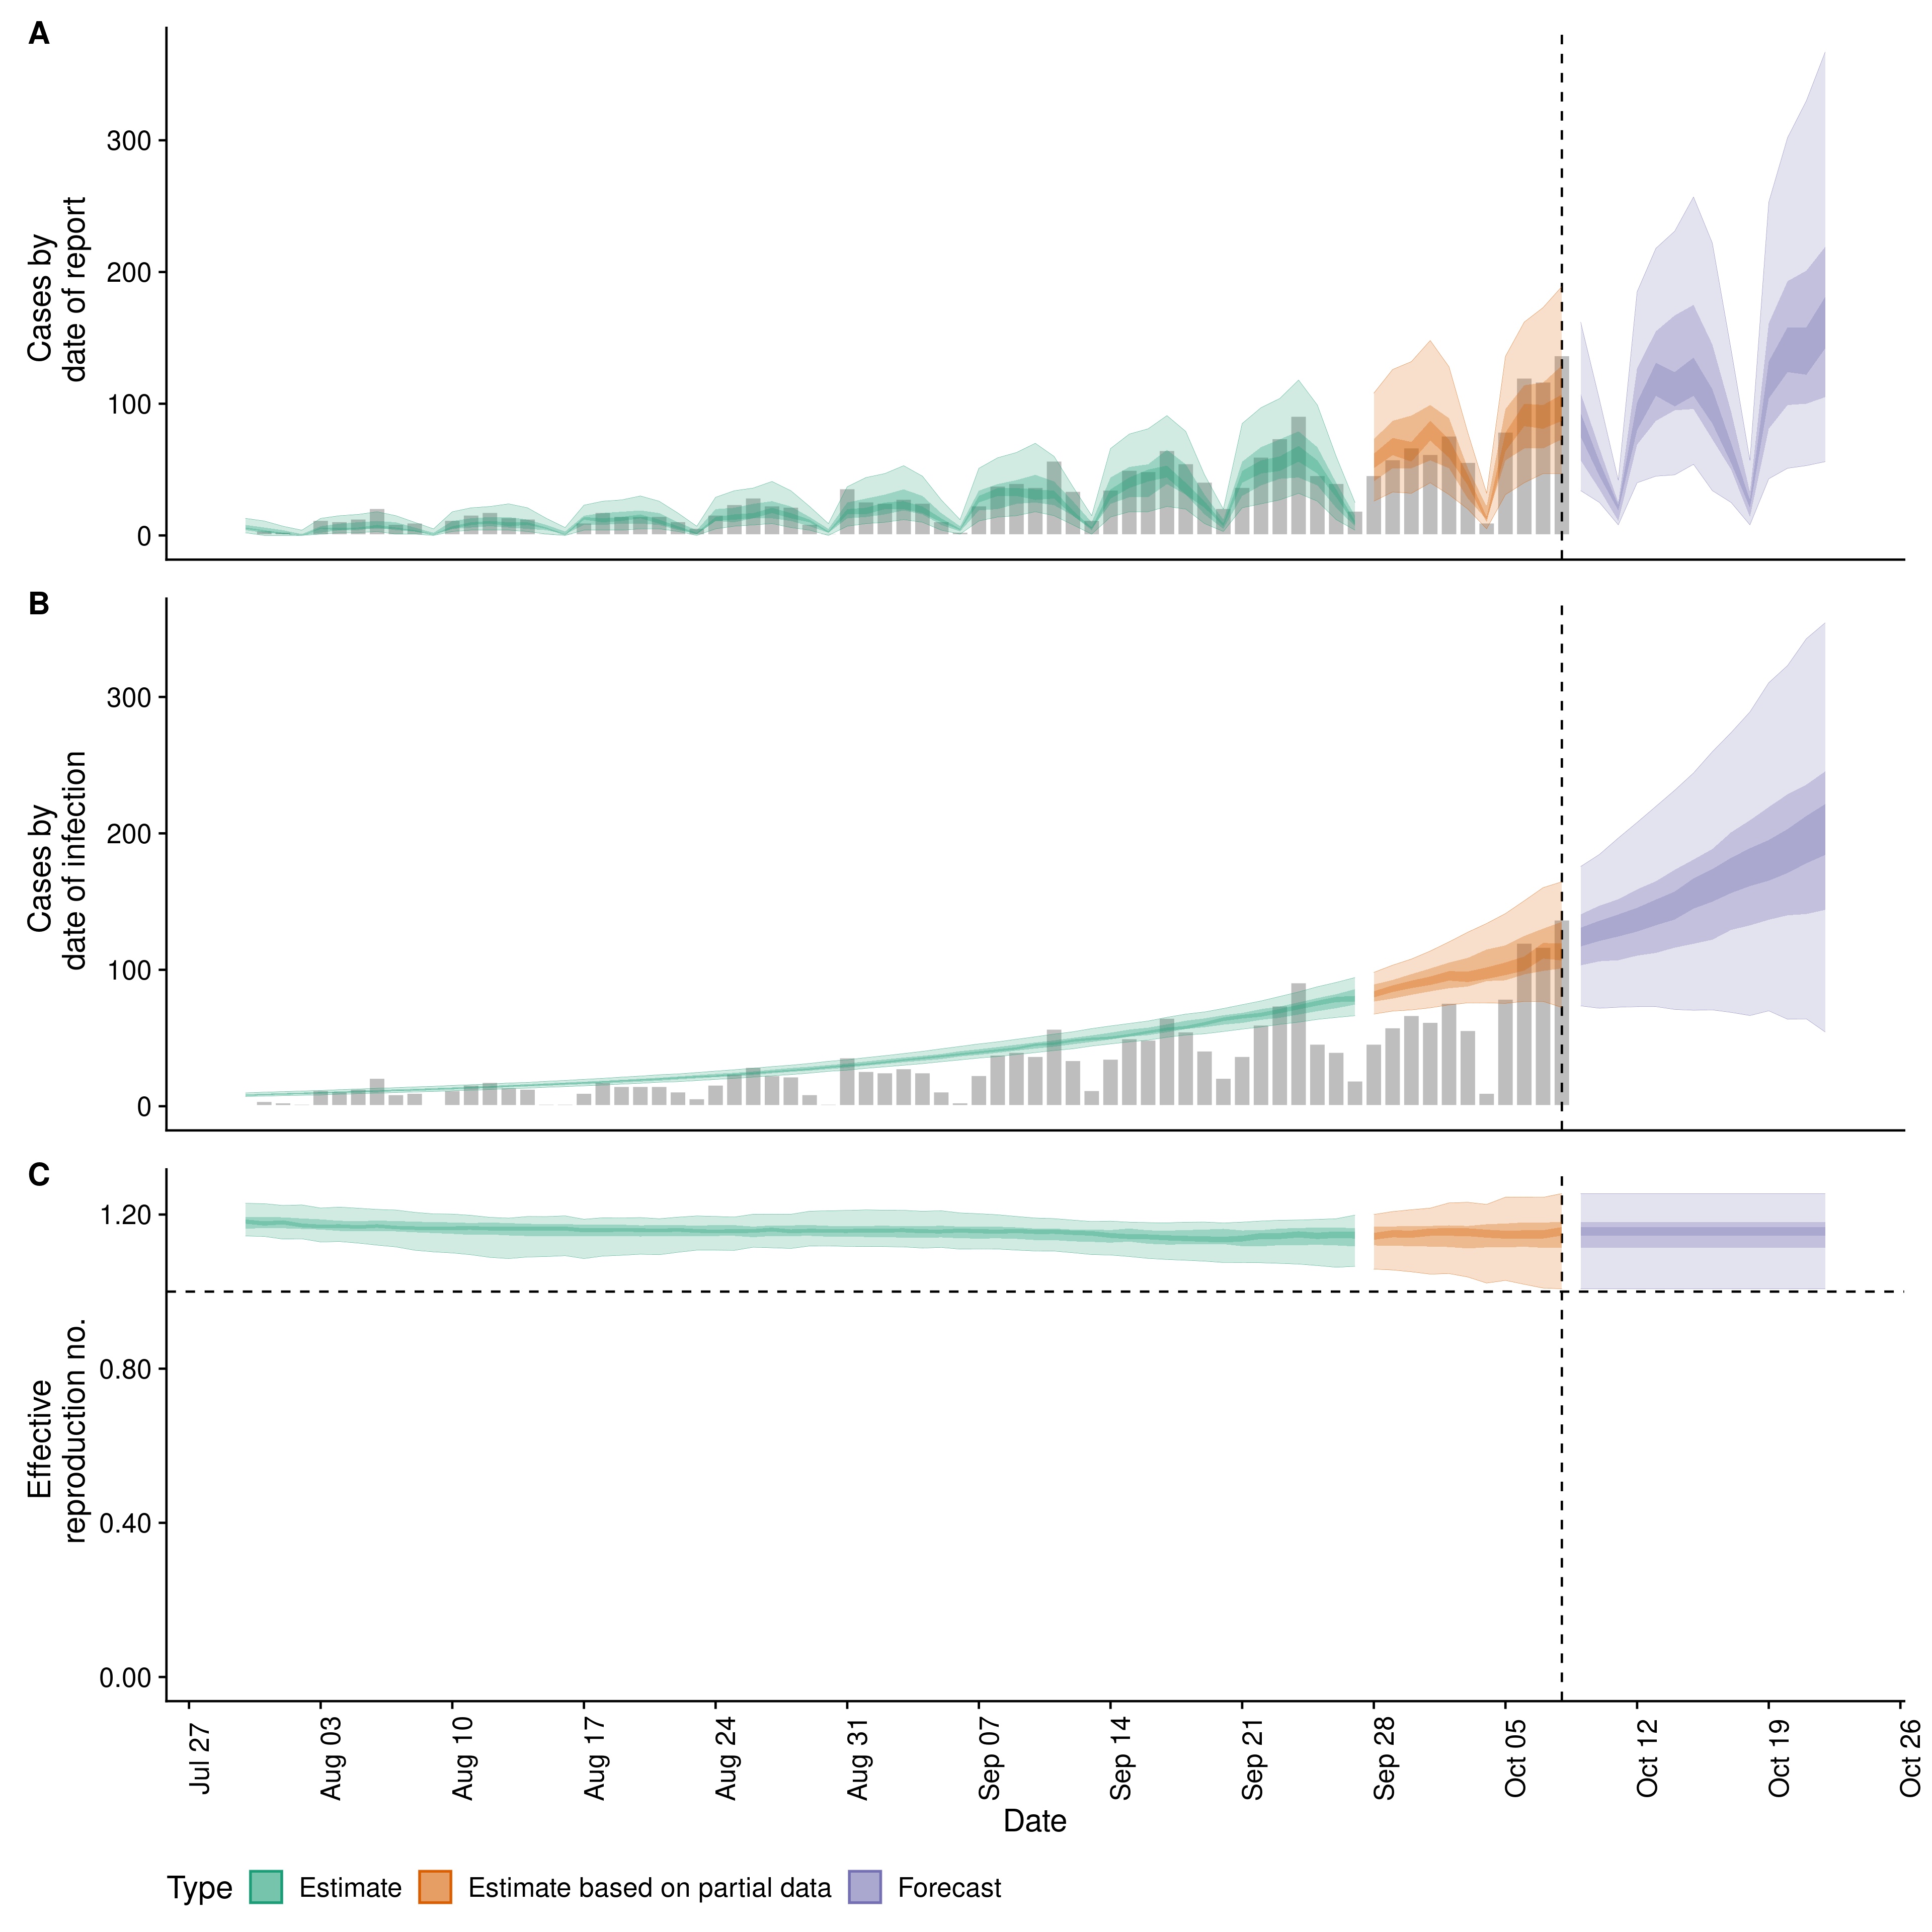 A
Cases by
date of report
300
200
100
0
B
Cases by
date of infection
300
200
100
0
C
Effective
reproduction no.
1.20
0.80
0.40
0.00
Jul 27
Aug 03
Aug 10
Aug 17
Aug 24
Aug 31
Sep 07
Sep 14
Sep 21
Sep 28
Oct 05
Oct 12
Oct 19
Oct 26
Date
Type Estimate Estimate based on partial data Forecast